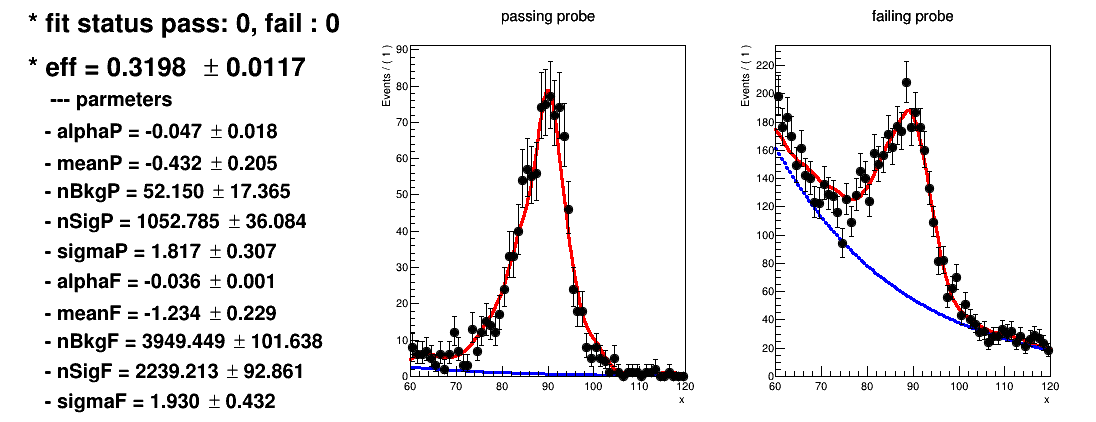 * fit status pass: 0, fail : 0
* eff = 0.3198 ± 0.0117
--- parmeters
- alphaP = -0.047 ± 0.018
- meanP = -0.432 ± 0.205
- nBkgP = 52.150 ± 17.365
- nSigP = 1052.785 ± 36.084
- sigmaP = 1.817 ± 0.307
- alphaF = -0.036 ± 0.001
- meanF = -1.234 ± 0.229
- nBkgF = 3949.449 ± 101.638
- nSigF = 2239.213 ± 92.861
- sigmaF = 1.930 ± 0.432
passing probe
Events / ( 1 )
90
80
70
60
50
40
30
20
10
0
60 70 80 90 100 110 120
x
failing probe
Events / ( 1 )
220
200
180
160
140
120
100
80
60
40
20
0
60 70 80 90 100 110 120
x